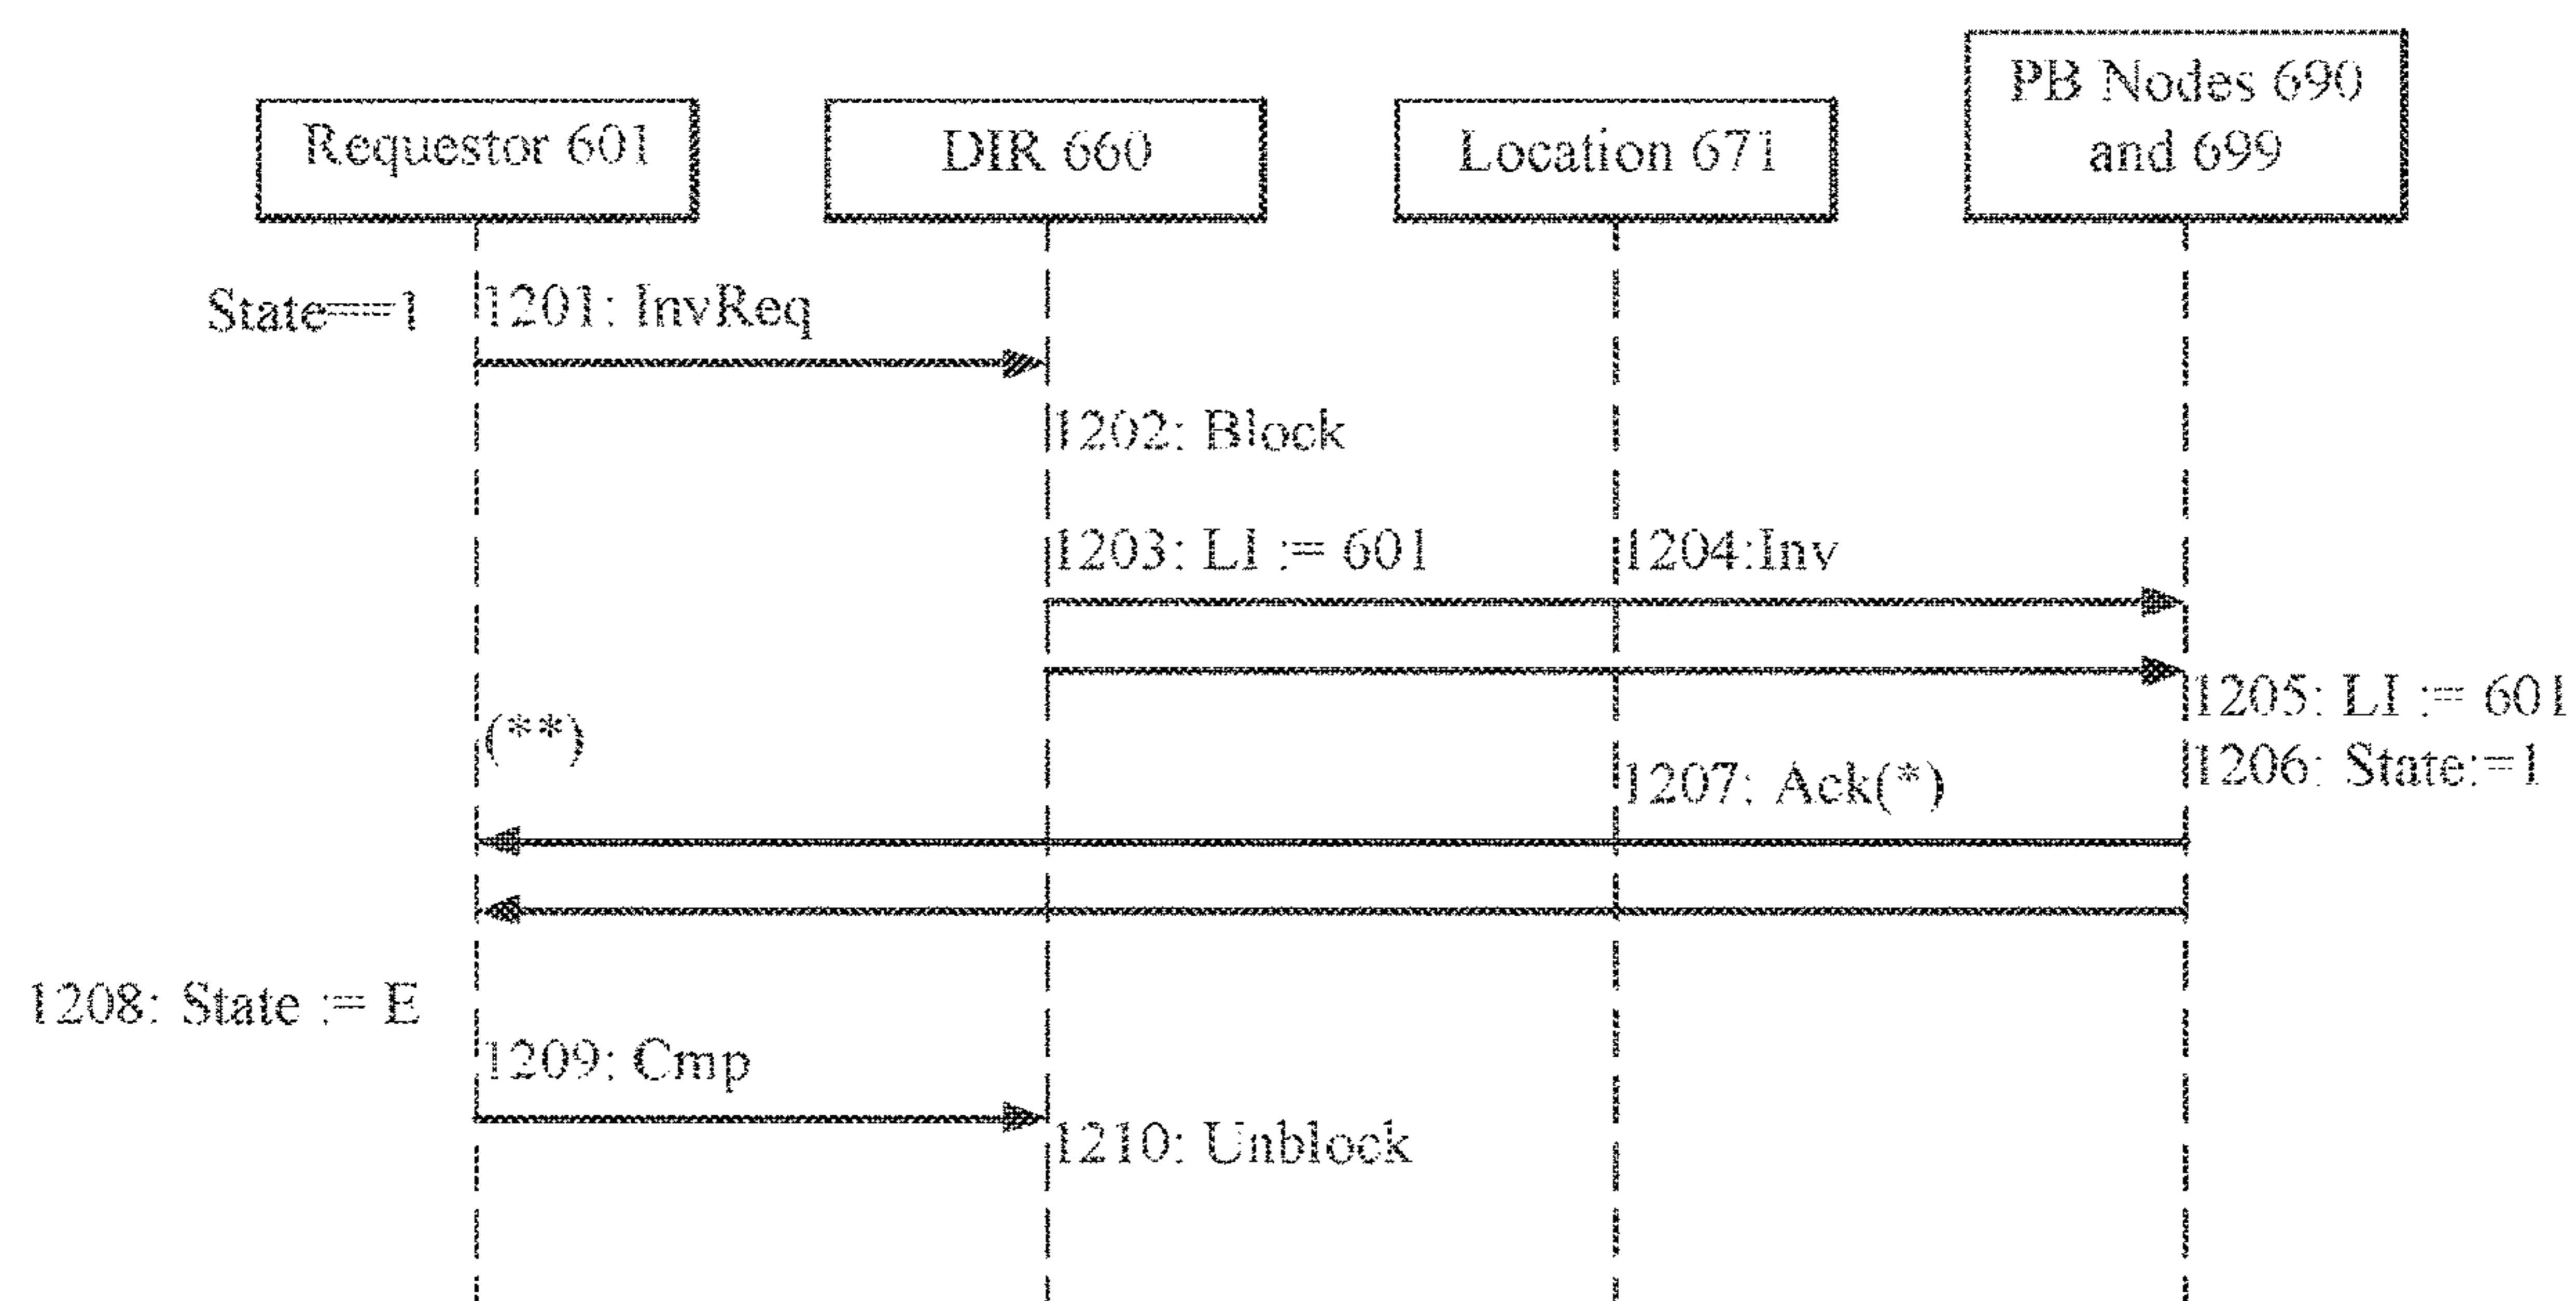 Requestor 601
DIR 660
Location 671
PB Nodes 690
and 699
State==1
1201: InvReq
1202: Block
1203: LI := 601
1204:Inv
1205: LI := 601
(**)
1206: State:=1
1207: Ack(*)
1208: State := E
1209: Cmp
1210: Unblock